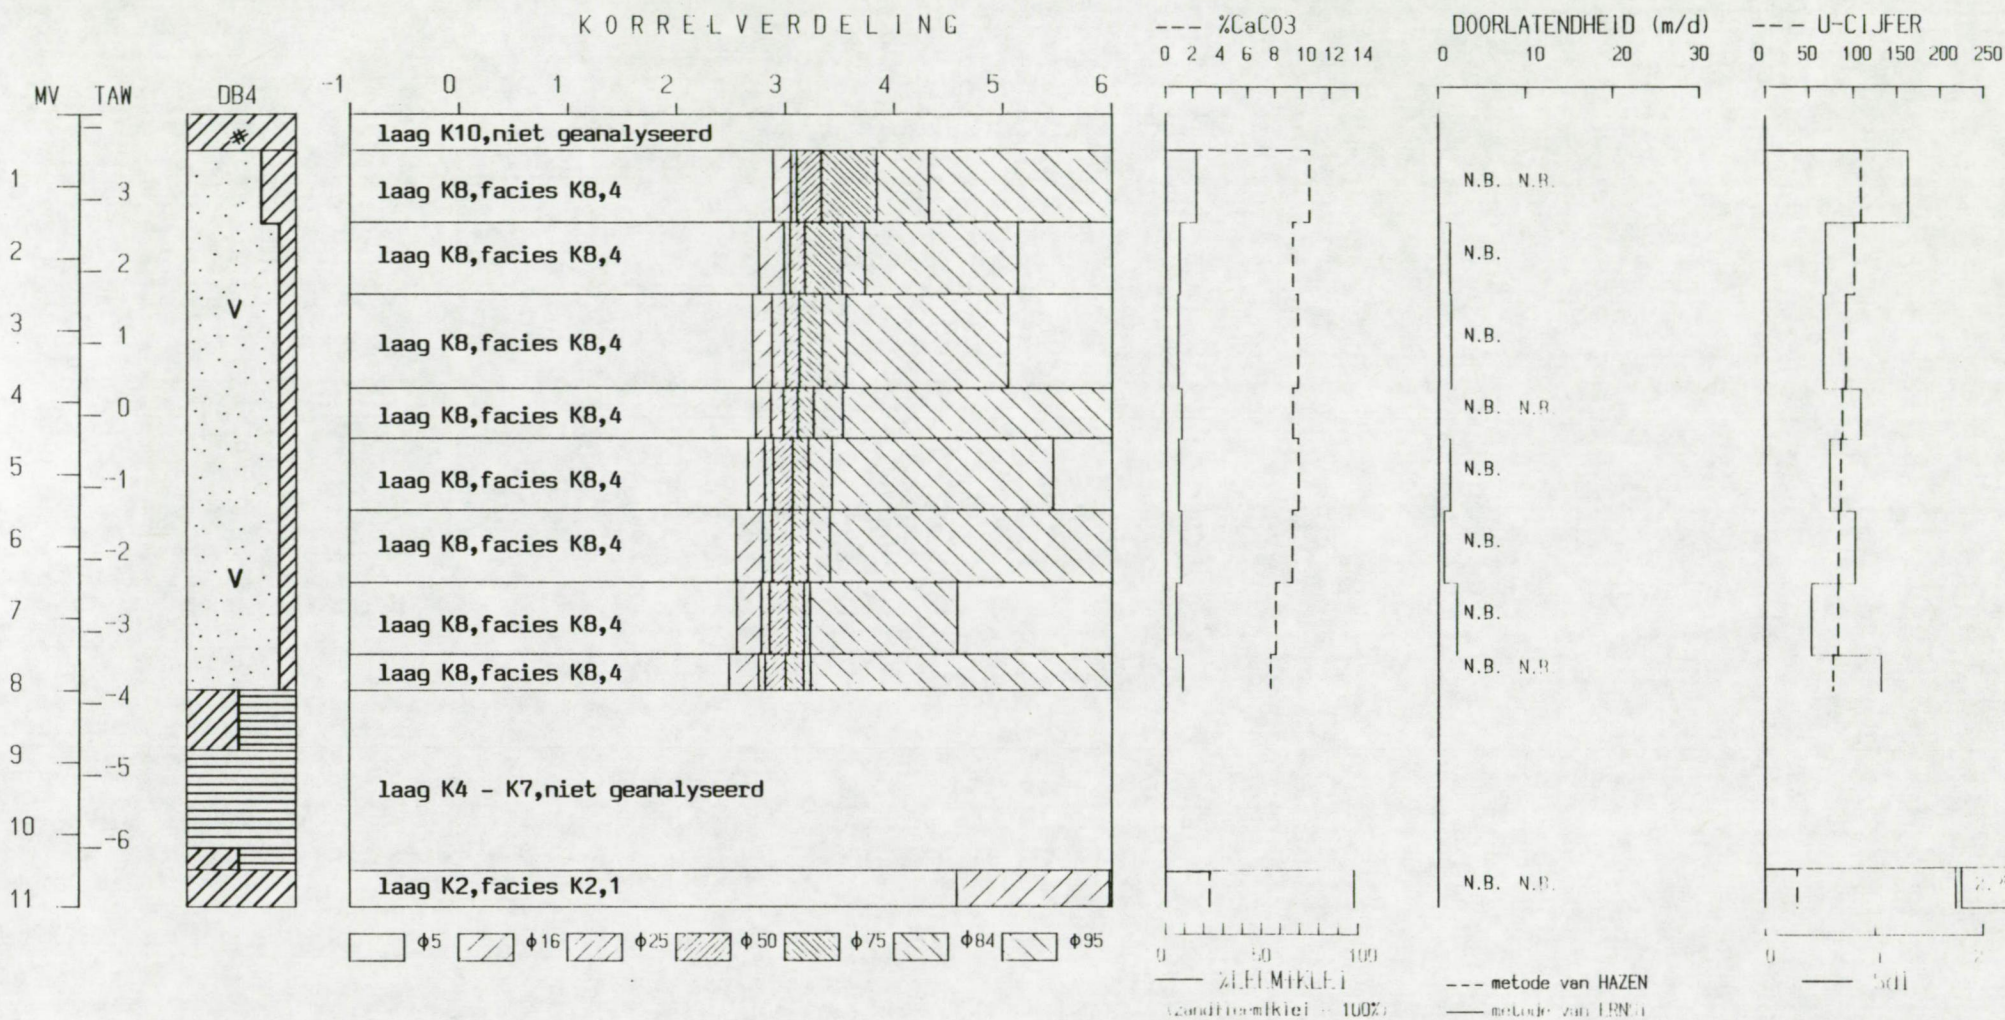 KORRELVERDELING
--- %CaCO3
DOORLATENDHEID (m/d)
--- U-CIJFER
0 2 4 6 8 10 12 14
0 10 20 30
0 50 100 150 200 250
MV TAW DB4
-1 0 1 2 3 4 5 6
laag K10,niet geanalyseerd
1
3
laag K8,facies K8,4
N.B. N.B.
2
2
laag K8,facies K8,4
N.B.
V
3
1
laag K8,facies K8,4
N.B.
4
0
laag K8,facies K8,4
N.B. N.B.
5
-1
laag K8,facies K8,4
N.B.
6
-2
laag K8,facies K8,4
N.B.
V
7
-3
laag K8,facies K8,4
N.B.
8
-4
laag K8,facies K8,4
N.B. N.B
9
-5
laag K4 - K7,niet geanalyseerd
10
-6
11
laag K2,facies K2,1
N.B. N.B.
ϕ5 ϕ16 ϕ25 ϕ50 ϕ75 ϕ84 ϕ95
0 50 100
0 1 2
--- metode van HAZEN
metode van
100%